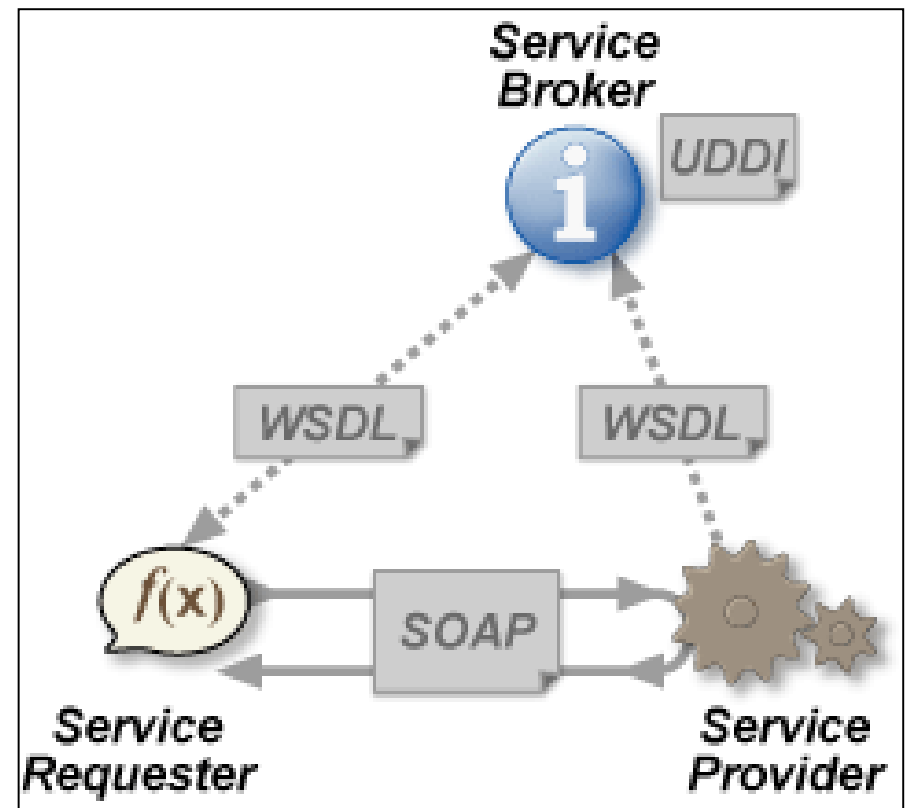 Service
Broker
i
UDDI
WSDL
WSDL
f(x)
SOAP
Service
Requester
Service
Provider